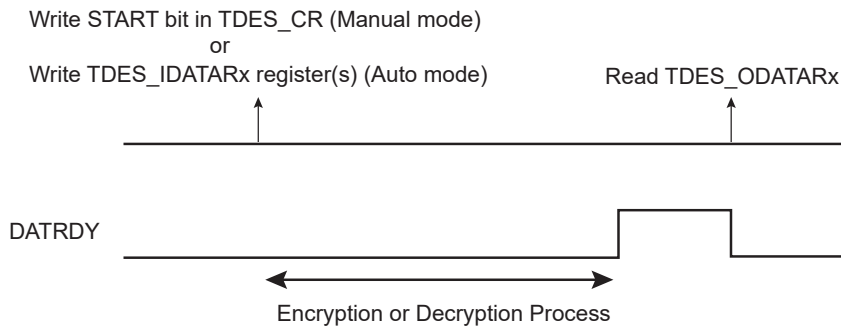 Write START bit in TDES_CR (Manual mode)
or
Write TDES_IDATARx register(s) (Auto mode)
Read TDES_ODATARx
DATRDY
Encryption or Decryption Process